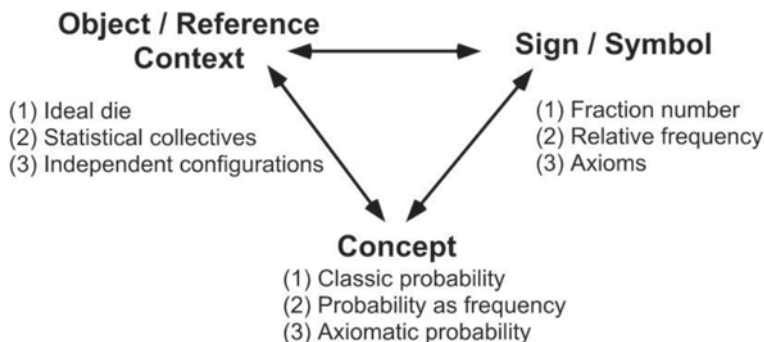 Object / Reference
Context
(1) Ideal die
(2) Statistical collectives
(3) Independent configurations
Sign / Symbol
(1) Fraction number
(2) Relative frequency
(3) Axioms
Concept
(1) Classic probability
(2) Probability as frequency
(3) Axiomatic probability